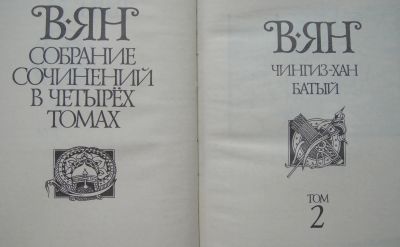 В·ЯН
СОБРАНИЕ
СОЧИНЕНИЙ
В ЧЕТЫРЁХ
ТОМАХ
В·ЯН
ЧИНГИЗ-ХАН
БАТЫЙ
ТОМ
2